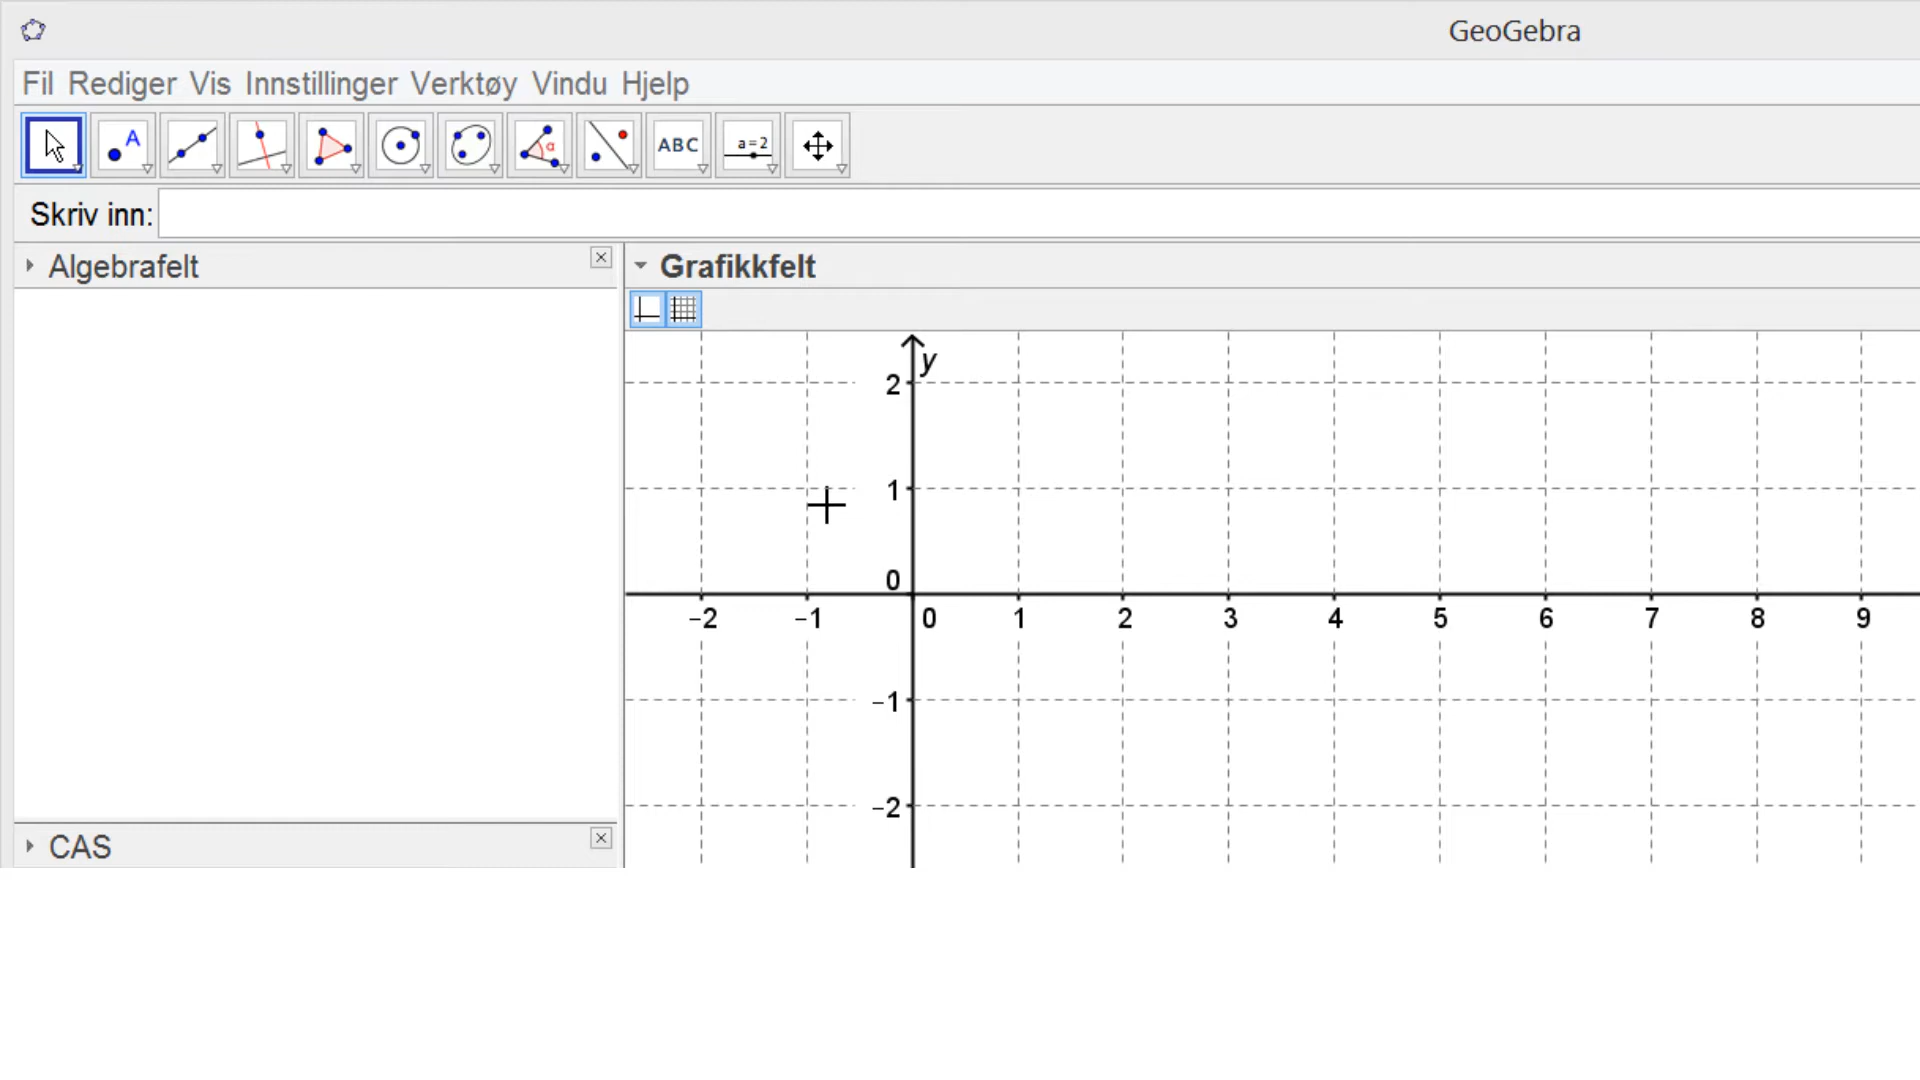 GeoGebra
Fil Rediger Vis Innstillinger Verktøy Vindu Hjelp
A α ABC a=2
Skriv inn:
Algebrafelt
Grafikkfelt
y
2
1
0
−2 −1 0 1 2 3 4 5 6 7 8 9
−1
−2
CAS